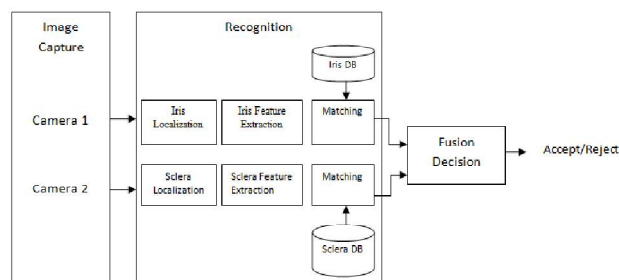 Image
Capture
Recognition
Iris DB
Camera 1
Iris
Localization
Iris Feature
Extraction
Matching
Fusion
Decision
Accept/Reject
Camera 2
Sclera
Localization
Sclera Feature
Extraction
Matching
Sclera DB